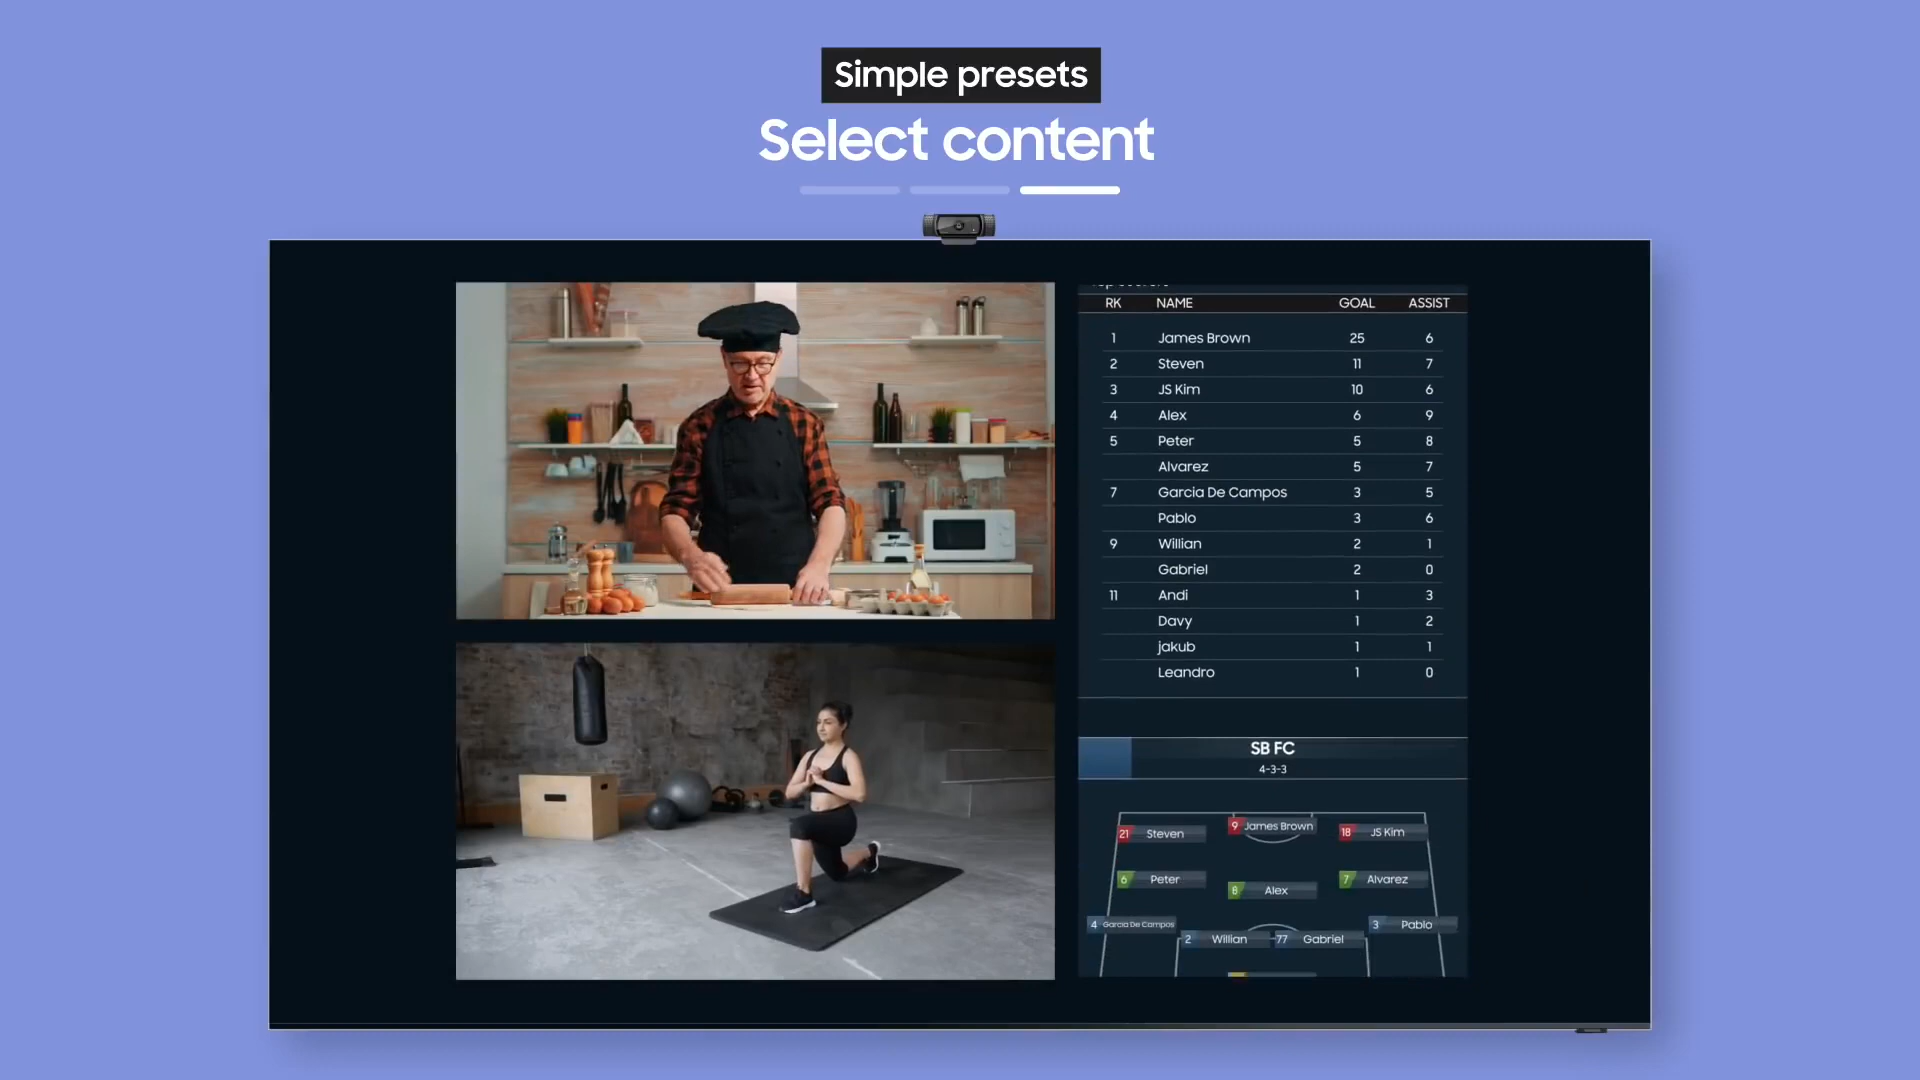 Simple presets
Select content
RK NAME GOAL ASSIST
1 James Brown 25 6
2 Steven 11 7
3 JS Kim 10 6
4 Alex 6 9
5 Peter 5 8
Alvarez 5 7
7 Garcia De Campos 3 5
Pablo 3 6
9 Willian 2 1
Gabriel 2 0
11 Andi 1 3
Davy 1 2
jakub 1 1
Leandro 1 0
SB FC
4-3-3
21 Steven 9 James Brown 18 JS Kim
6 Peter 8 Alex 7 Alvarez
4 Garcia De Campos 3 Pablo
2 Willian 77 Gabriel